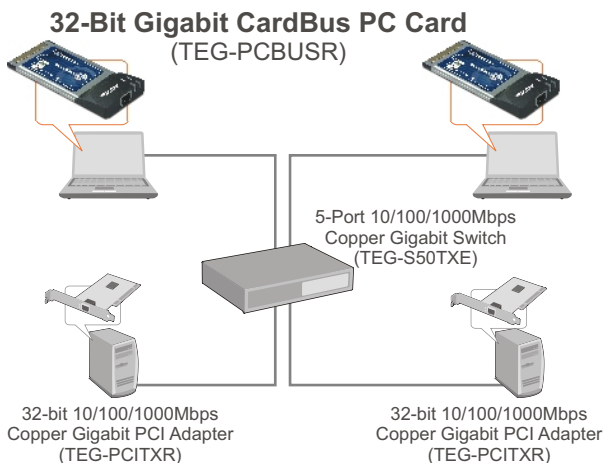 32-Bit Gigabit CardBus PC Card
(TEG-PCBUSR)
5-Port 10/100/1000Mbps
Copper Gigabit Switch
(TEG-S50TXE)
32-bit 10/100/1000Mbps
Copper Gigabit PCI Adapter
(TEG-PCITXR)
32-bit 10/100/1000Mbps
Copper Gigabit PCI Adapter
(TEG-PCITXR)